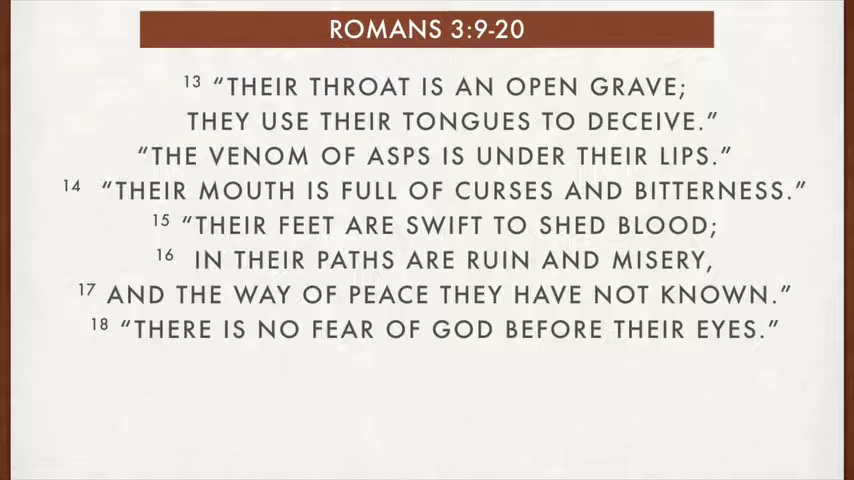 ROMANS 3:9-20
13 “THEIR THROAT IS AN OPEN GRAVE;
THEY USE THEIR TONGUES TO DECEIVE.”
“THE VENOM OF ASPS IS UNDER THEIR LIPS.”
14 “THEIR MOUTH IS FULL OF CURSES AND BITTERNESS.”
15 “THEIR FEET ARE SWIFT TO SHED BLOOD;
16 IN THEIR PATHS ARE RUIN AND MISERY,
17 AND THE WAY OF PEACE THEY HAVE NOT KNOWN.”
18 “THERE IS NO FEAR OF GOD BEFORE THEIR EYES.”